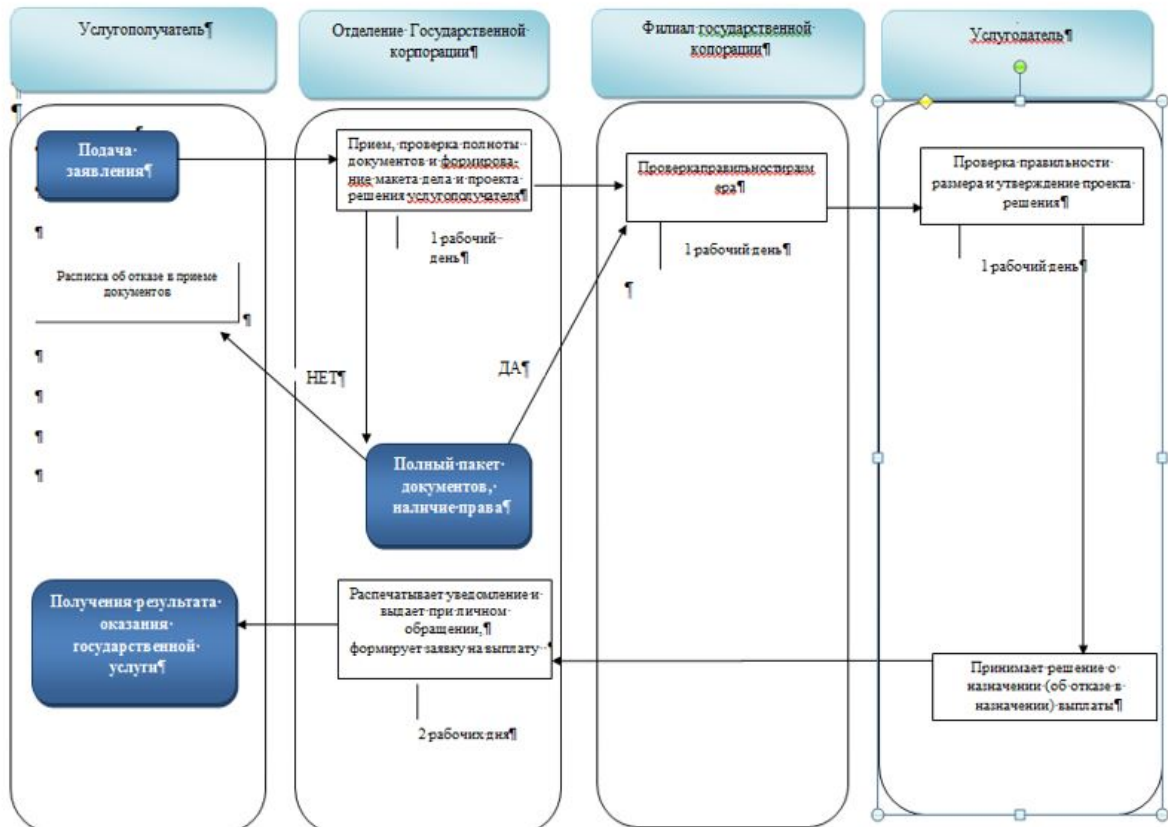 Услугополучатель¶
Отделение·Государственной·
корпорации¶
Филиал·государственной·
копорации¶
Услугодатель¶
Подача·
заявления¶
Прием, проверка полноты··
документов и формирова-
ние макета дела и проекта·
решения услугополучателя¶
Проверкаправильностиразм
ера¶
Проверка·правильности·
размера и утверждение проекта·
решения¶
1·рабочий··
день¶
1·рабочий·день¶
1·рабочий·день¶
Расписка об отказе в приеме
документов
НЕТ¶
ДА¶
Полный·пакет·
документов,·
наличие·права¶
Получения·результата·
оказания·
государственной·
услуги¶
Распечатывает уведомление и·
выдает·при·личном·
обращении,¶
формирует заявку на выплату··¶
Принимает решение о·
назначении·(об·отказе·в·
назначении)·выплаты¶
2·рабочих·дня¶